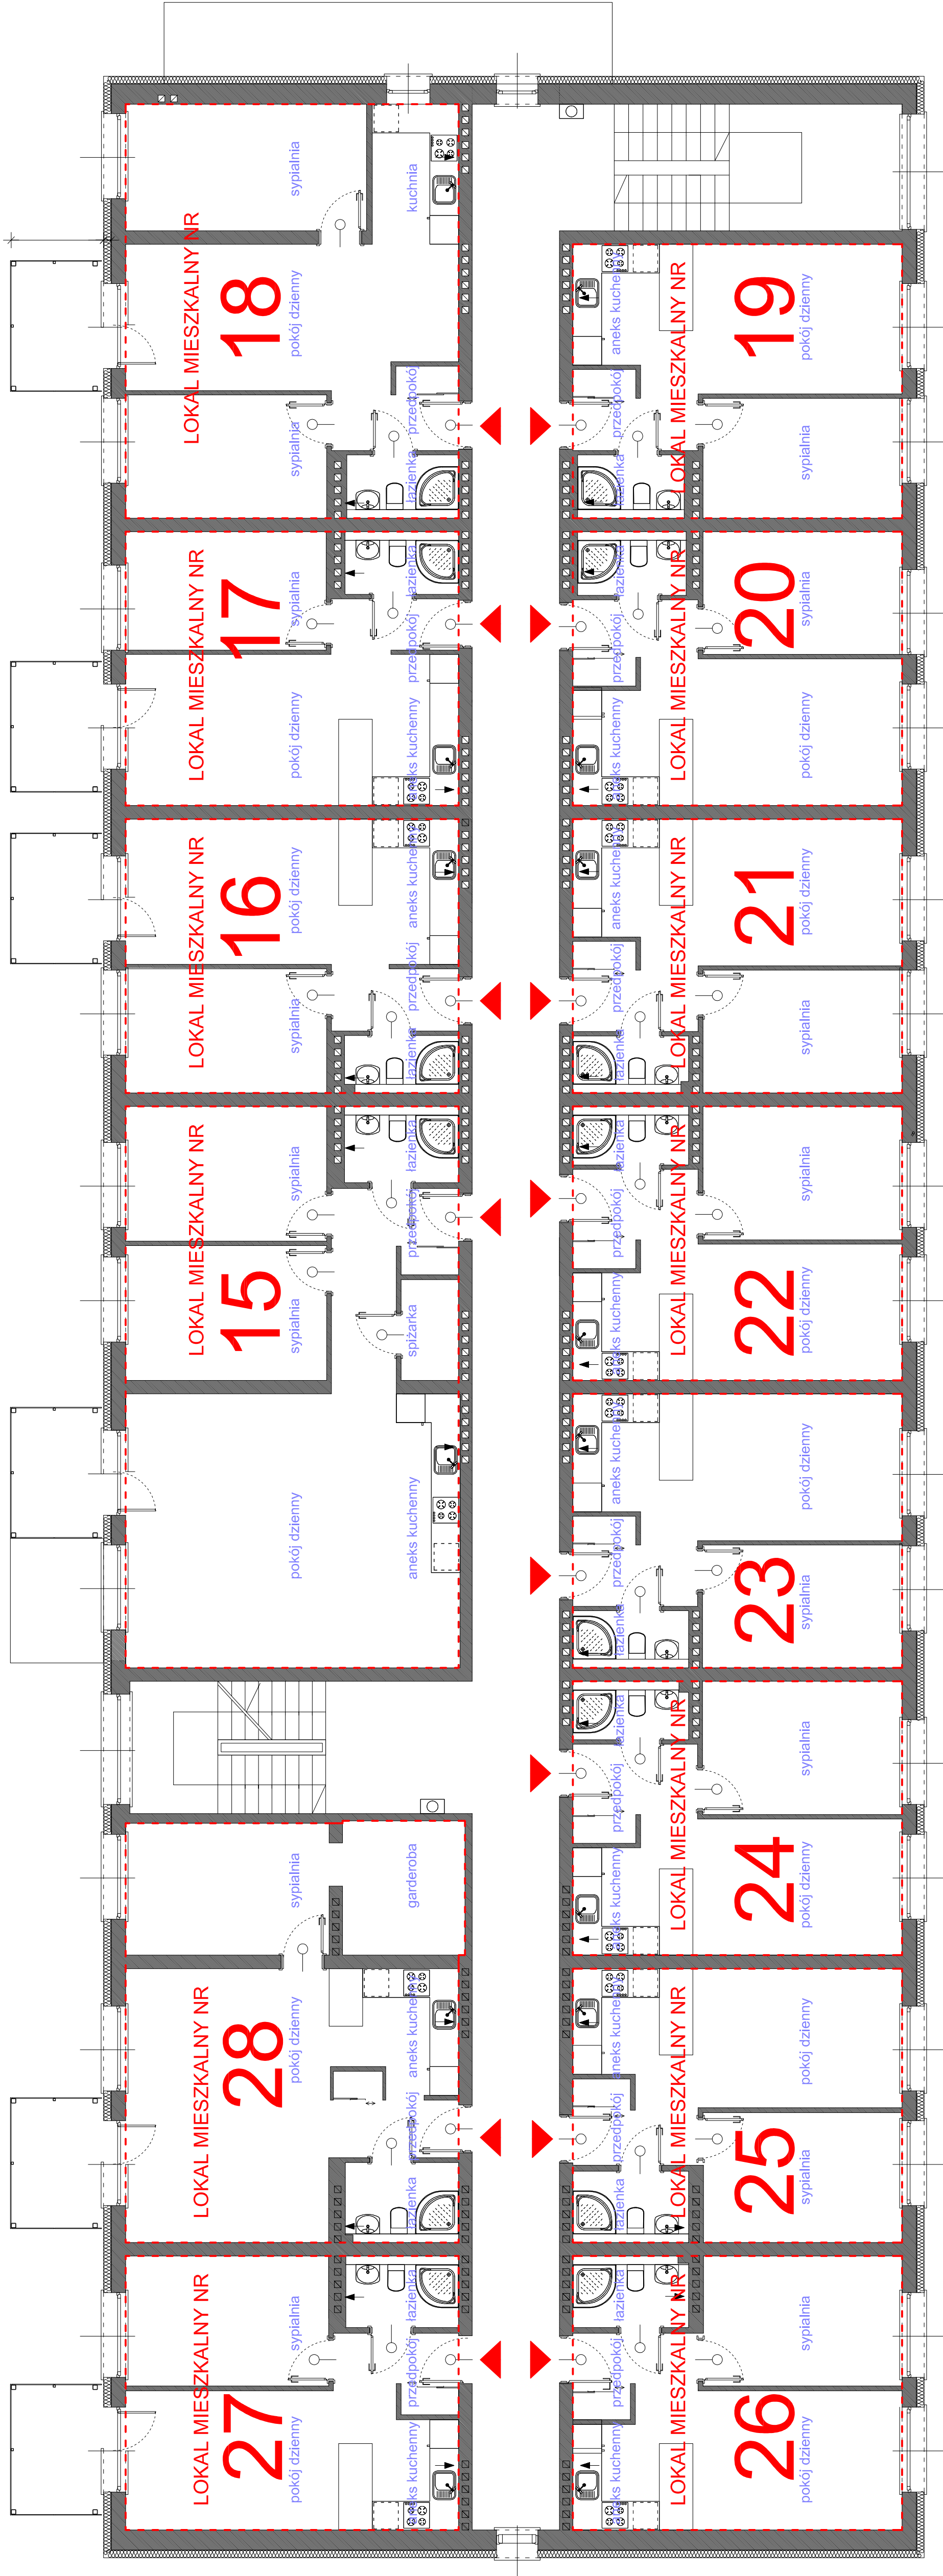 LOKAL MIESZKALNY NR
18
sypialnia
kuchnia
pokój dzienny
przedpokój
sypialnia
łazienka
LOKAL MIESZKALNY NR
19
aneks kuchenny
pokój dzienny
przedpokój
sypialnia
łazienka
LOKAL MIESZKALNY NR
17
sypialnia
łazienka
przedpokój
pokój dzienny
aneks kuchenny
LOKAL MIESZKALNY NR
20
łazienka
sypialnia
przedpokój
aneks kuchenny
pokój dzienny
LOKAL MIESZKALNY NR
16
pokój dzienny
aneks kuchenny
przedpokój
sypialnia
łazienka
LOKAL MIESZKALNY NR
21
aneks kuchenny
pokój dzienny
przedpokój
łazienka
sypialnia
LOKAL MIESZKALNY NR
15
sypialnia
łazienka
przedpokój
sypialnia
spiżarka
pokój dzienny
aneks kuchenny
LOKAL MIESZKALNY NR
22
łazienka
sypialnia
przedpokój
aneks kuchenny
pokój dzienny
23
aneks kuchenny
pokój dzienny
przedpokój
łazienka
sypialnia
LOKAL MIESZKALNY NR
24
łazienka
sypialnia
przedpokój
aneks kuchenny
pokój dzienny
LOKAL MIESZKALNY NR
28
sypialnia
garderoba
pokój dzienny
aneks kuchenny
przedpokój
łazienka
LOKAL MIESZKALNY NR
25
aneks kuchenny
pokój dzienny
przedpokój
łazienka
sypialnia
LOKAL MIESZKALNY NR
27
sypialnia
łazienka
przedpokój
pokój dzienny
aneks kuchenny
LOKAL MIESZKALNY NR
26
łazienka
sypialnia
przedpokój
aneks kuchenny
pokój dzienny